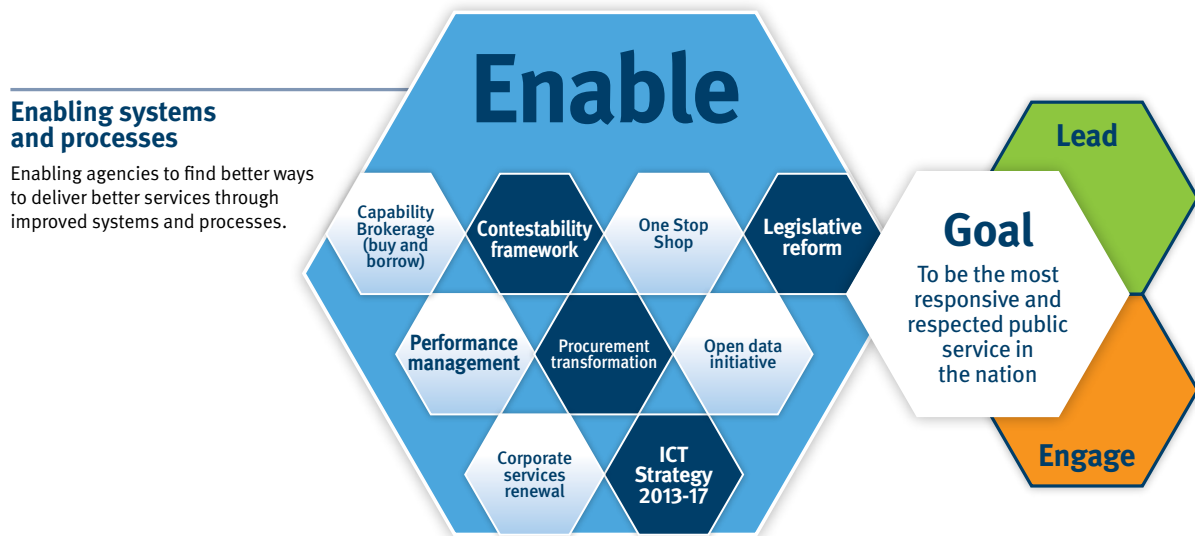 Enable
Enabling systems
and processes
Enabling agencies to find better ways
to deliver better services through
improved systems and processes.
Capability
Brokerage
(buy and
borrow)
Contestability
framework
One Stop
Shop
Legislative
reform
Performance
management
Procurement
transformation
Open data
initiative
Corporate
services
renewal
ICT
Strategy
2013-17
Lead
Goal
To be the most
responsive and
respected public
service in
the nation
Engage